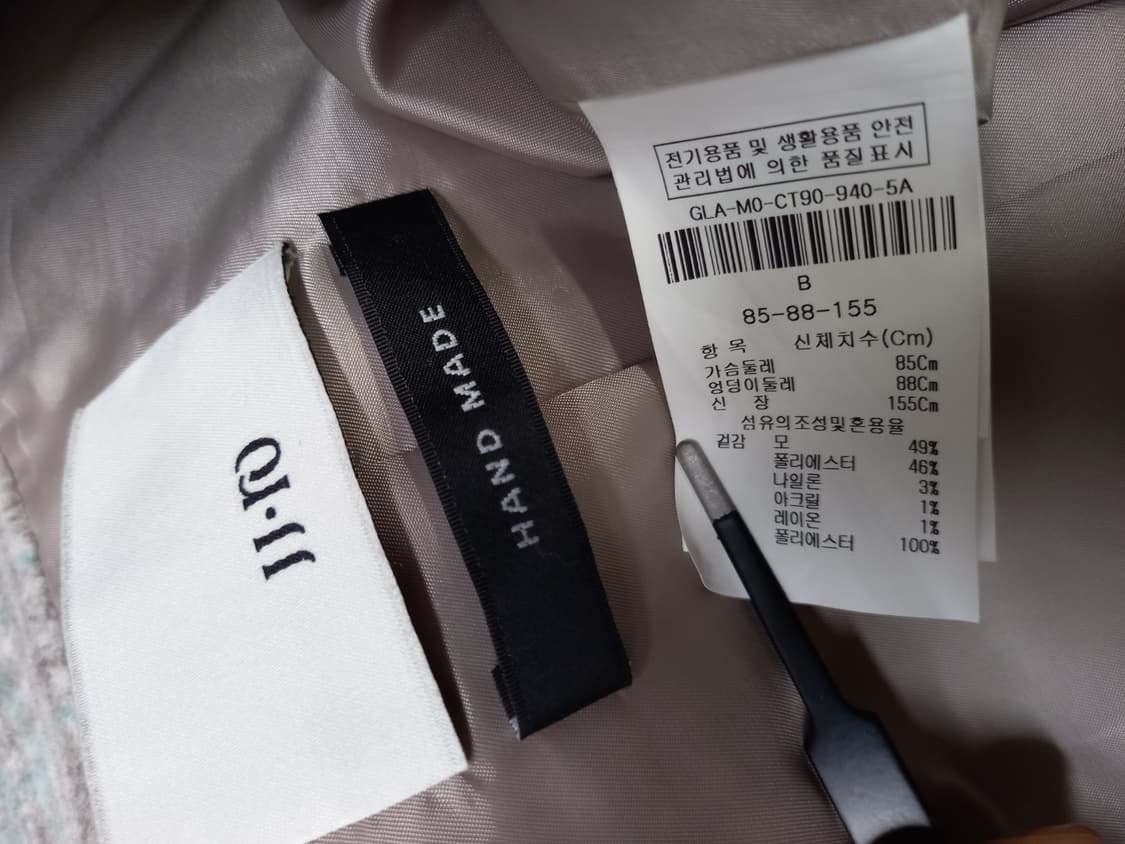 JJ·JQ
HAND MADE
전기용품 및 생활용품 안전
관리법에 의한 품질표시
GLA-M0-CT90-940-5A
B
85-88-155
항 목 신체치수(Cm)
가슴둘레 85Cm
엉덩이둘레 88Cm
신 장 155Cm
섬유의조성및혼용율
겉감 모 49%
폴리에스터 46%
나일론 3%
아크릴 1%
레이온 1%
폴리에스터 100%